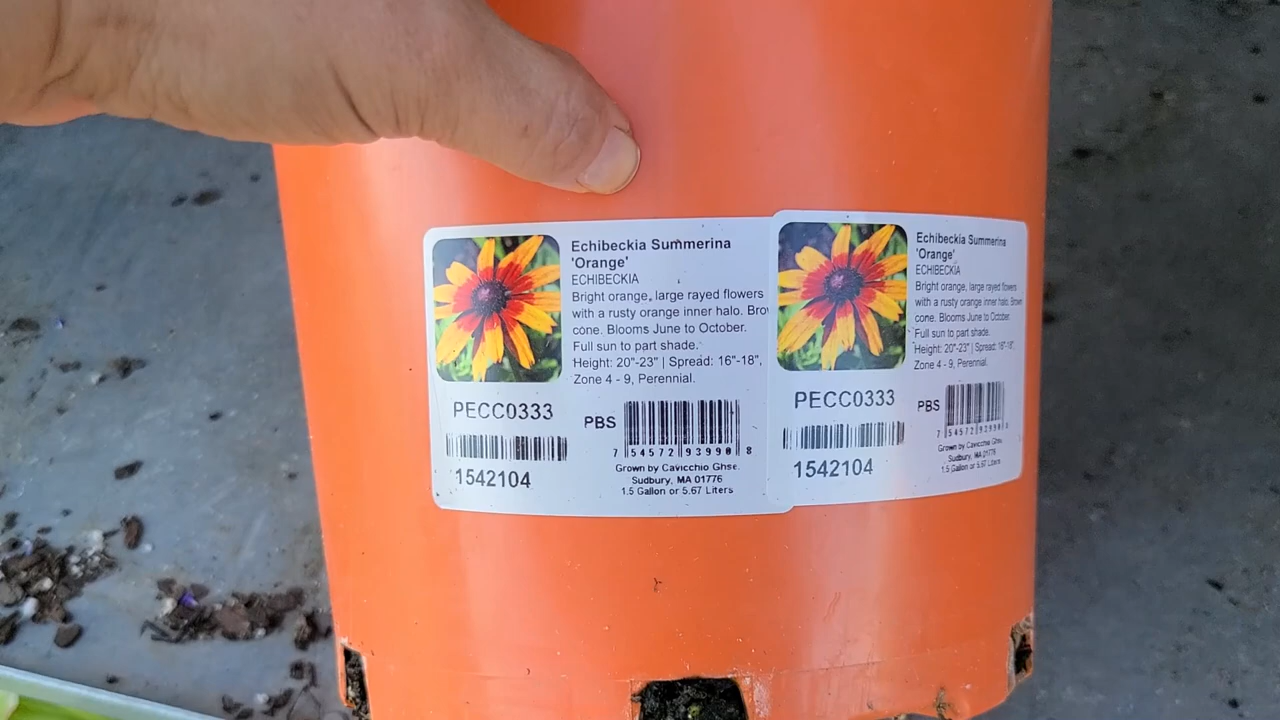 Echibeckia Summerina
'Orange'
ECHIBECKIA
Bright orange, large rayed flowers
with a rusty orange inner halo. Brow
cone. Blooms June to October.
Full sun to part shade.
Height: 20"-23" | Spread: 16"-18",
Zone 4 - 9, Perennial.
PECC0333
1542104
PBS
7 54572 93990 8
Grown by Cavicchio Ghse.
Sudbury, MA 01776
1.5 Gallon or 5.67 Liters
Echibeckia Summerina
'Orange'
ECHIBECKIA
Bright orange, large rayed flowers
with a rusty orange inner halo. Brown
cone. Blooms June to October.
Full sun to part shade.
Height: 20"-23" | Spread: 16"-18",
Zone 4 - 9, Perennial.
PECC0333
1542104
PBS
7 54572 93990 8
Grown by Cavicchio Ghse.
Sudbury, MA 01776
1.5 Gallon or 5.67 Liters